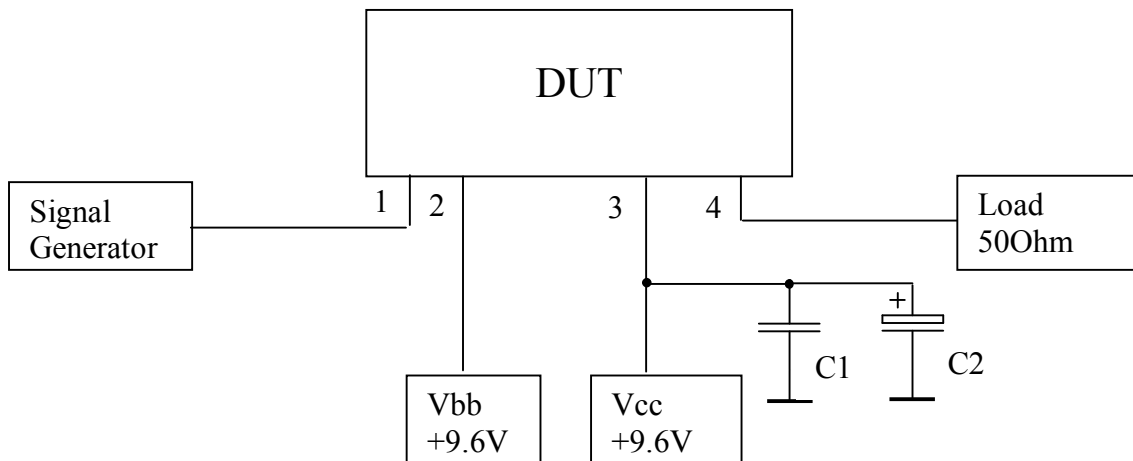 DUT
1
2
3
4
Signal
Generator
Load
50Ohm
+
C1
C2
Vbb
+9.6V
Vcc
+9.6V